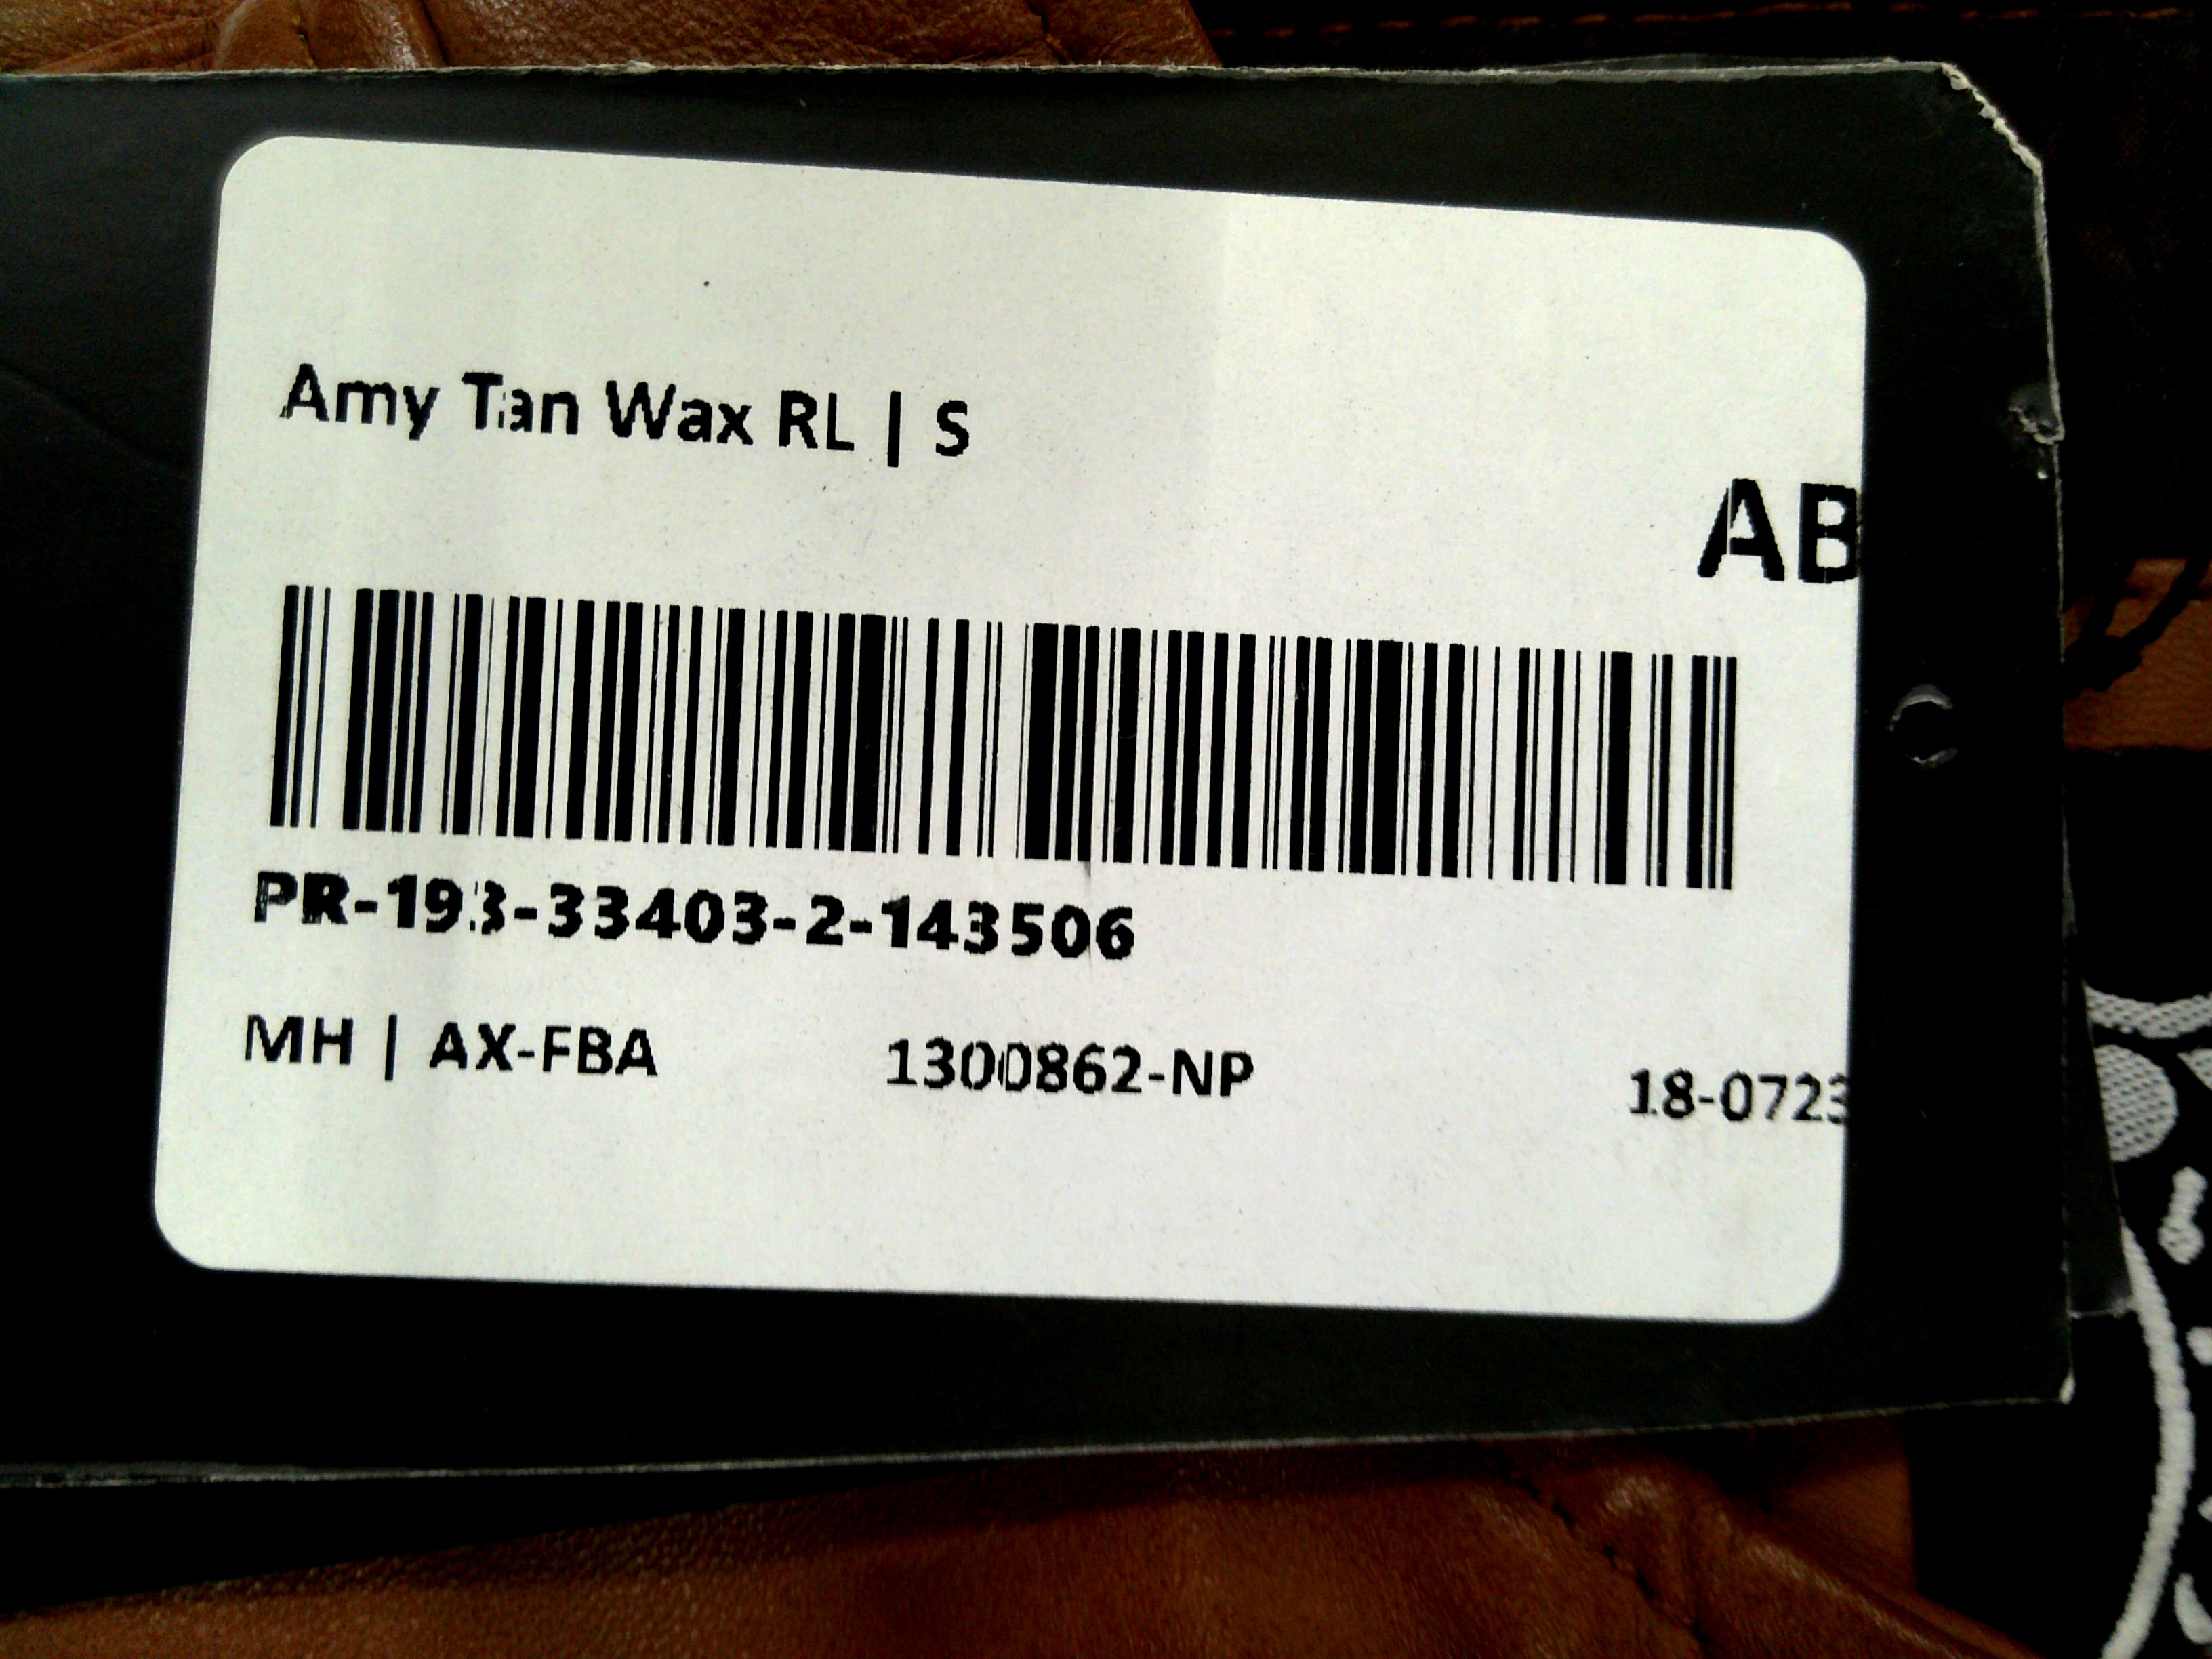 Amy Tan Wax RL | S
AB
PR-193-33403-2-143506
MH | AX-FBA 1300862-NP 18-0723